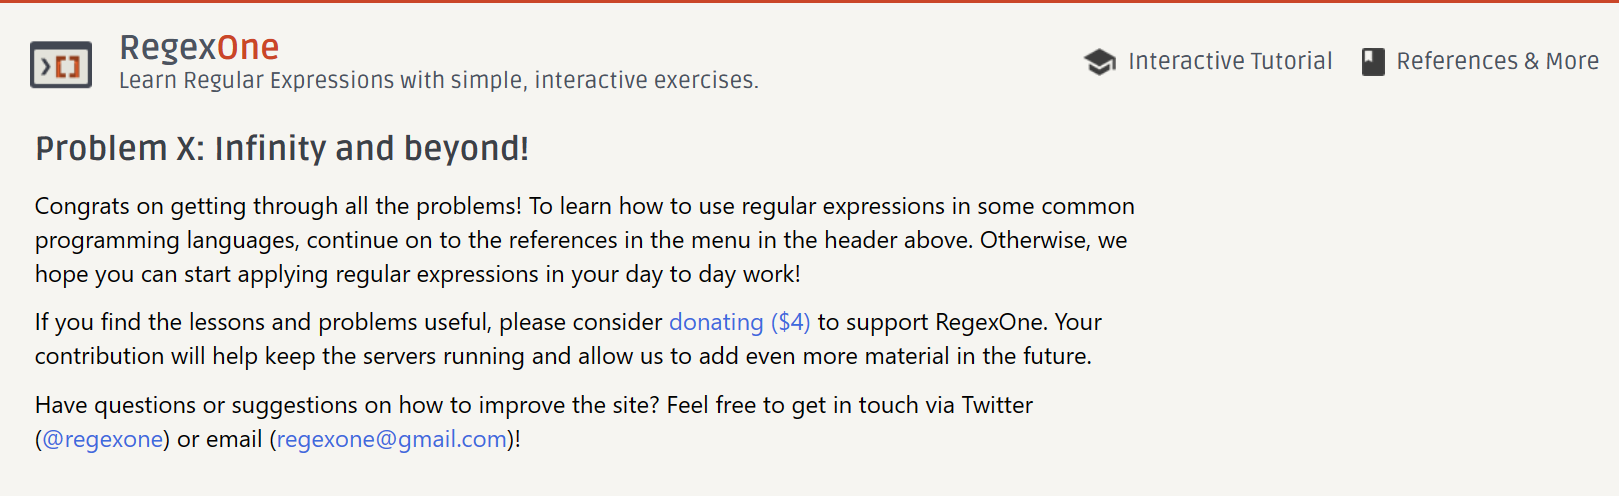 RegexOne
Learn Regular Expressions with simple, interactive exercises.
Interactive Tutorial
References & More
Problem X: Infinity and beyond!
Congrats on getting through all the problems! To learn how to use regular expressions in some common
programming languages, continue on to the references in the menu in the header above. Otherwise, we
hope you can start applying regular expressions in your day to day work!
If you find the lessons and problems useful, please consider donating ($4) to support RegexOne. Your
contribution will help keep the servers running and allow us to add even more material in the future.
Have questions or suggestions on how to improve the site? Feel free to get in touch via Twitter
(@regexone) or email (regexone@gmail.com)!